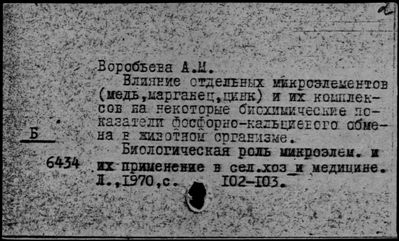 Воробьева А.М.
Влияние отдельных микроэлементов
(медь,марганец,цинк) и их комплек-
сов на некоторые биохимические по-
казатели фосфорно-кальциевого обме-
на в животном организме.
Б
Биологическая роль микроэлем. и
6434
их применение в сел.хоз и медицине.
Л.,1970,с. 102-103.